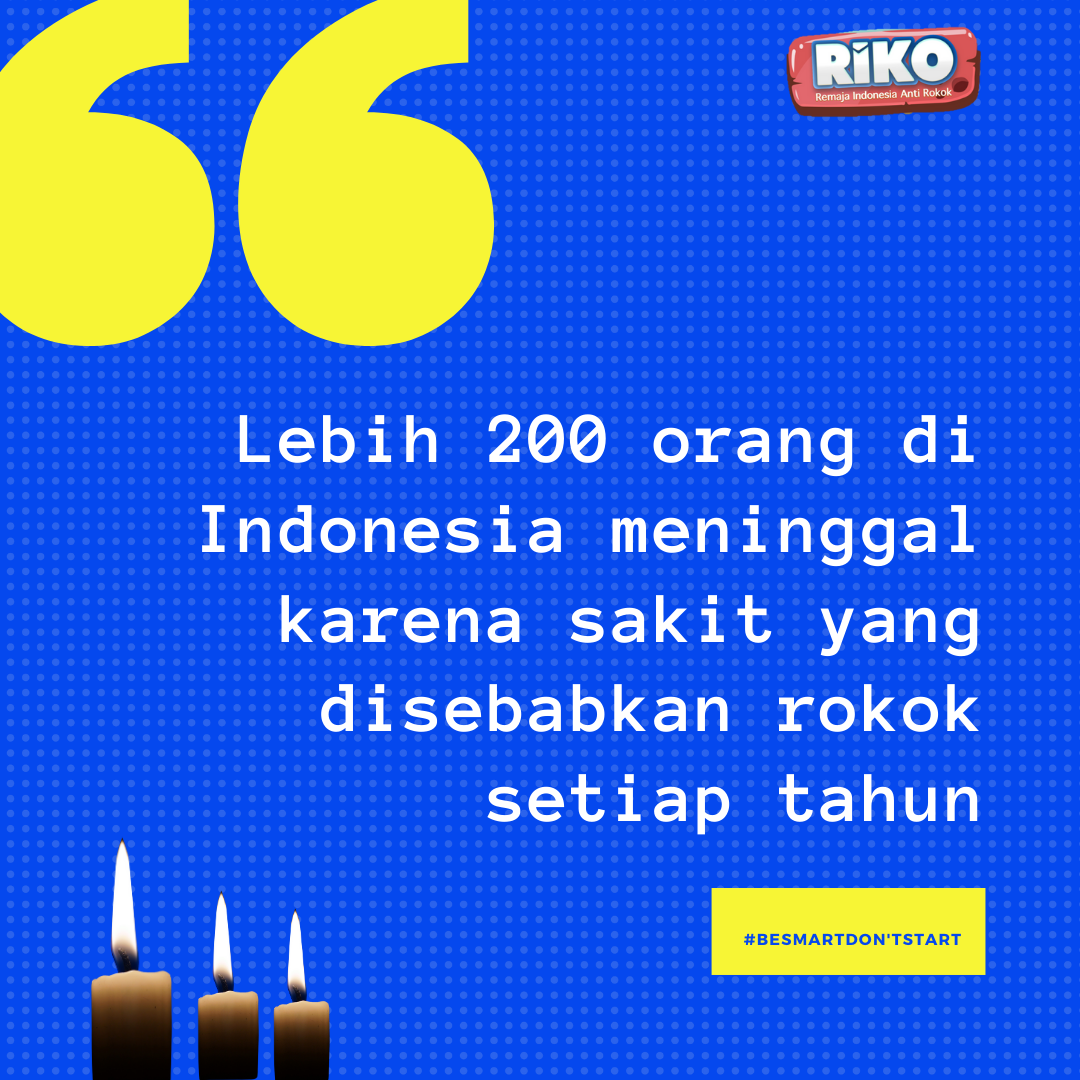 RiKO
Remaja Indonesia Anti Rokok
Lebih 200 orang di
Indonesia meninggal
karena sakit yang
disebabkan rokok
setiap tahun
#BESMARTDON'TSTART